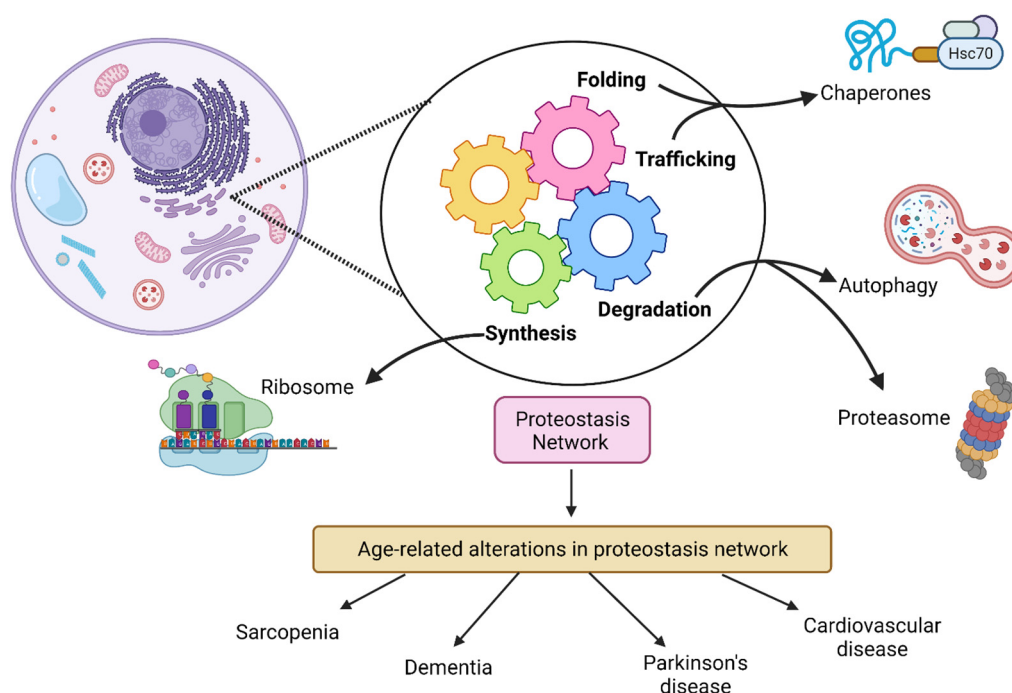 Hsc70
Folding
Chaperones
Trafficking
Autophagy
Degradation
Synthesis
Ribosome
Proteasome
Proteostasis
Network
Age-related alterations in proteostasis network
Sarcopenia
Dementia
Parkinson's
disease
Cardiovascular
disease